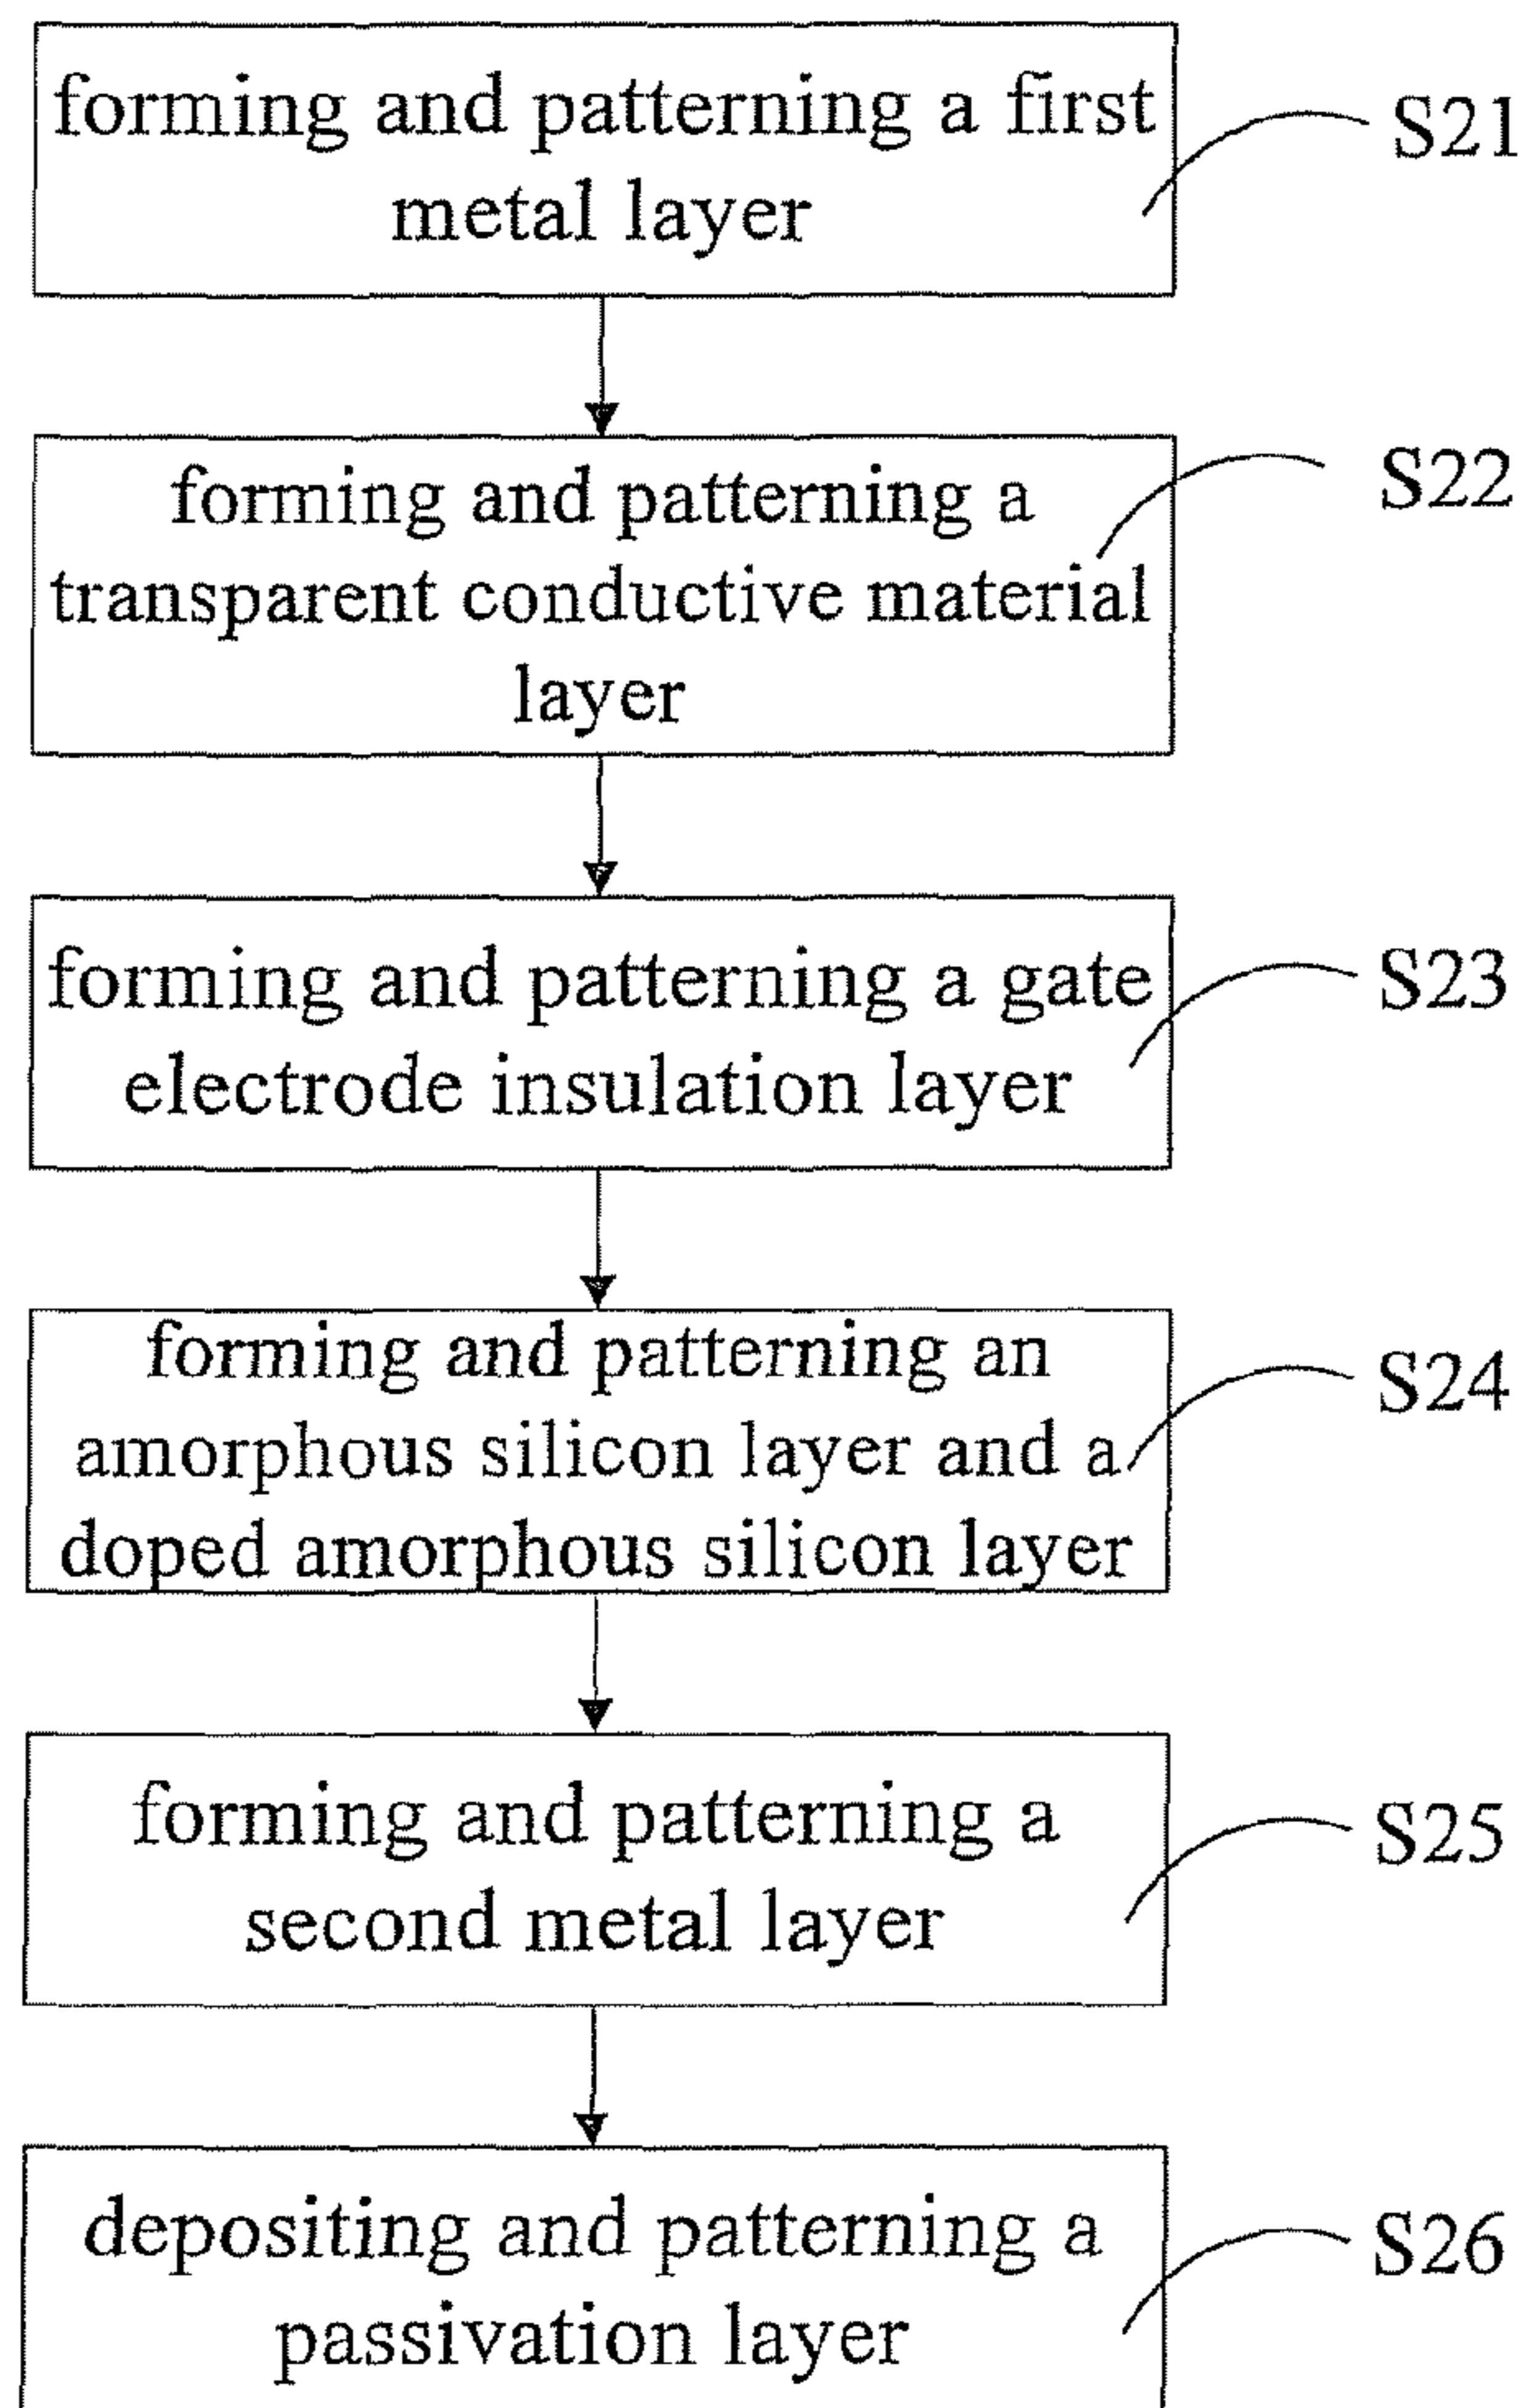 forming and patterning a first
metal layer
S21
forming and patterning a
transparent conductive material
layer
S22
forming and patterning a gate
electrode insulation layer
S23
forming and patterning an
amorphous silicon layer and a
doped amorphous silicon layer
S24
forming and patterning a
second metal layer
S25
depositing and patterning a
passivation layer
S26